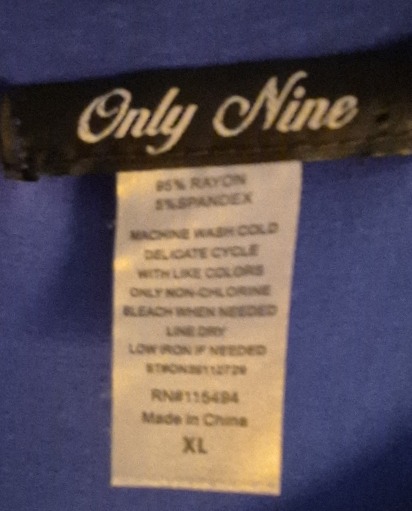 Only Nine
95% RAYON
5%SPANDEX
MACHINE WASH COLD
DELICATE CYCLE
WITH LIKE COLORS
ONLY NON-CHLORINE
BLEACH WHEN NEEDED
LINE DRY
LOW IRON IF NEEDED
RN#115494
Made in China
XL